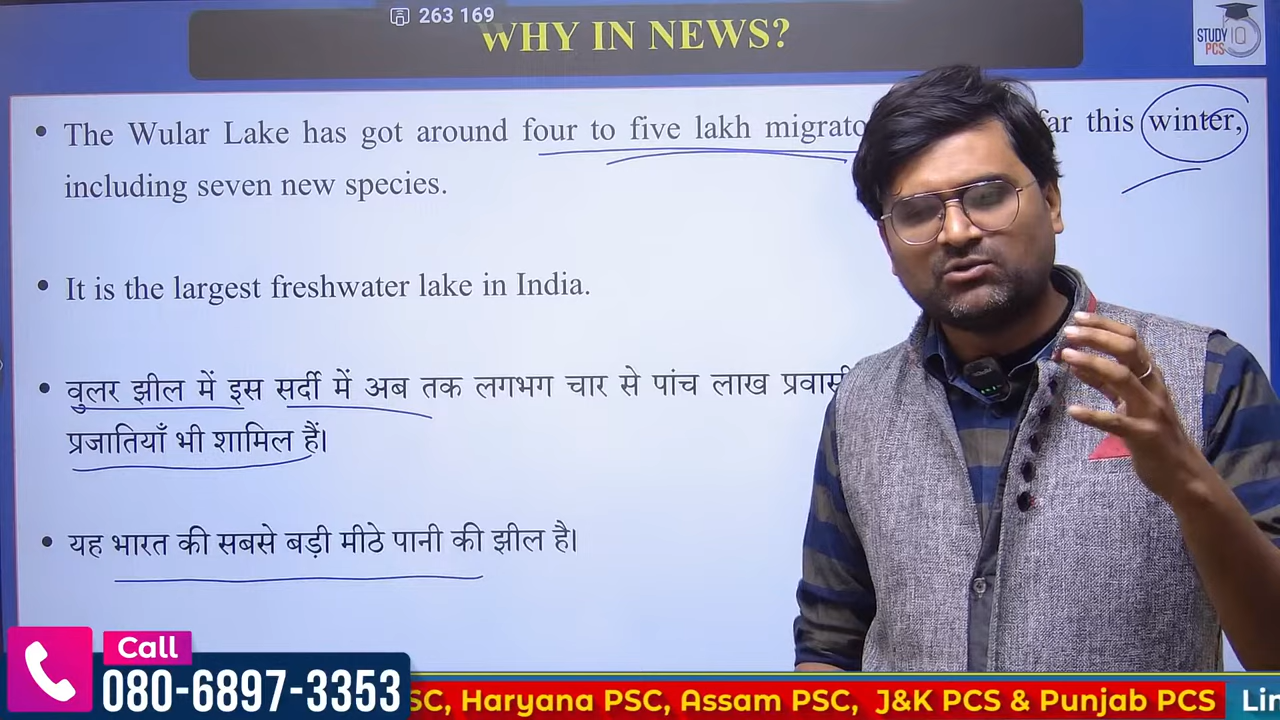 263 169
WHY IN NEWS?
STUDY IQ
PCS
• The Wular Lake has got around four to five lakh migrato far this winter,
including seven new species.
• It is the largest freshwater lake in India.
• वुलर झील में इस सर्दी में अब तक लगभग चार से पांच लाख प्रवासी
प्रजातियाँ भी शामिल हैं।
• यह भारत की सबसे बड़ी मीठे पानी की झील है।
Call
080-6897-3353
SC, Haryana PSC, Assam PSC, J&K PCS & Punjab PCS
Lin